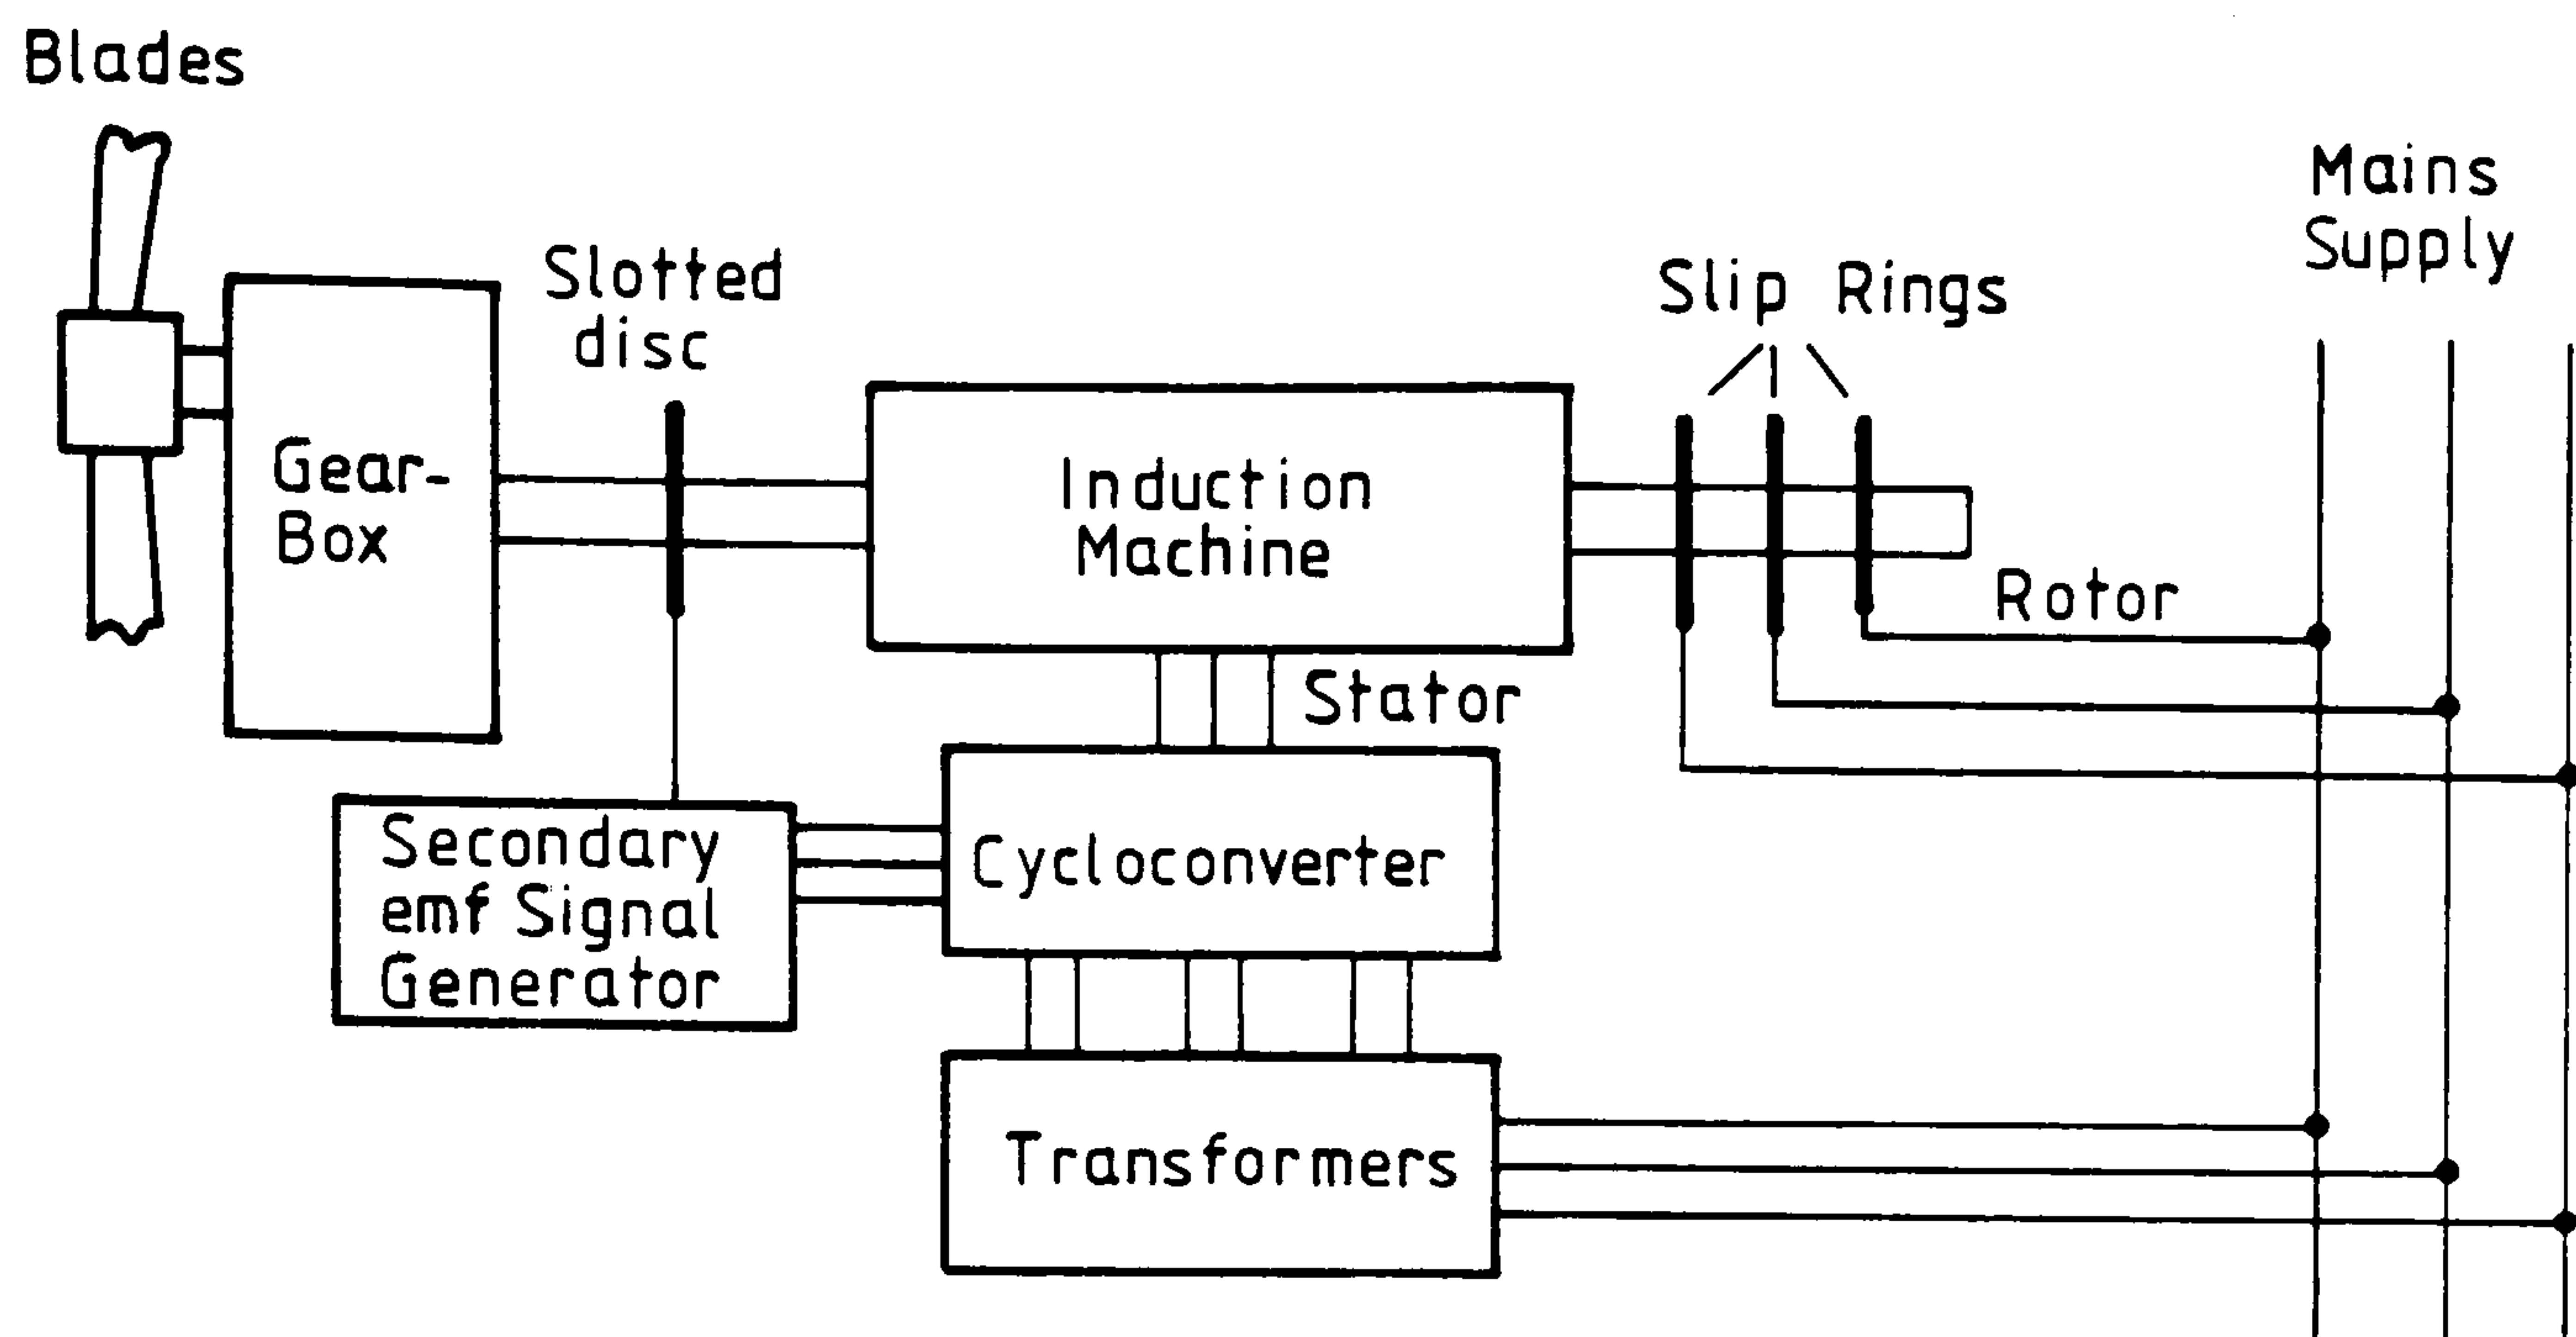 Blades
Mains
Supply
Slotted
disc
Slip Rings
Gear-
Box
Induction
Machine
Rotor
Stator
Secondary
emf Signal
Generator
Cycloconverter
Transformers